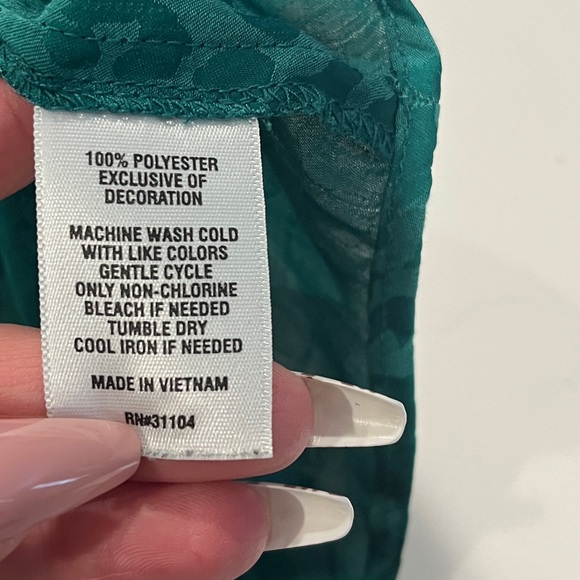 100% POLYESTER
EXCLUSIVE OF
DECORATION
MACHINE WASH COLD
WITH LIKE COLORS
GENTLE CYCLE
ONLY NON-CHLORINE
BLEACH IF NEEDED
TUMBLE DRY
COOL IRON IF NEEDED
MADE IN VIETNAM
RN#31104